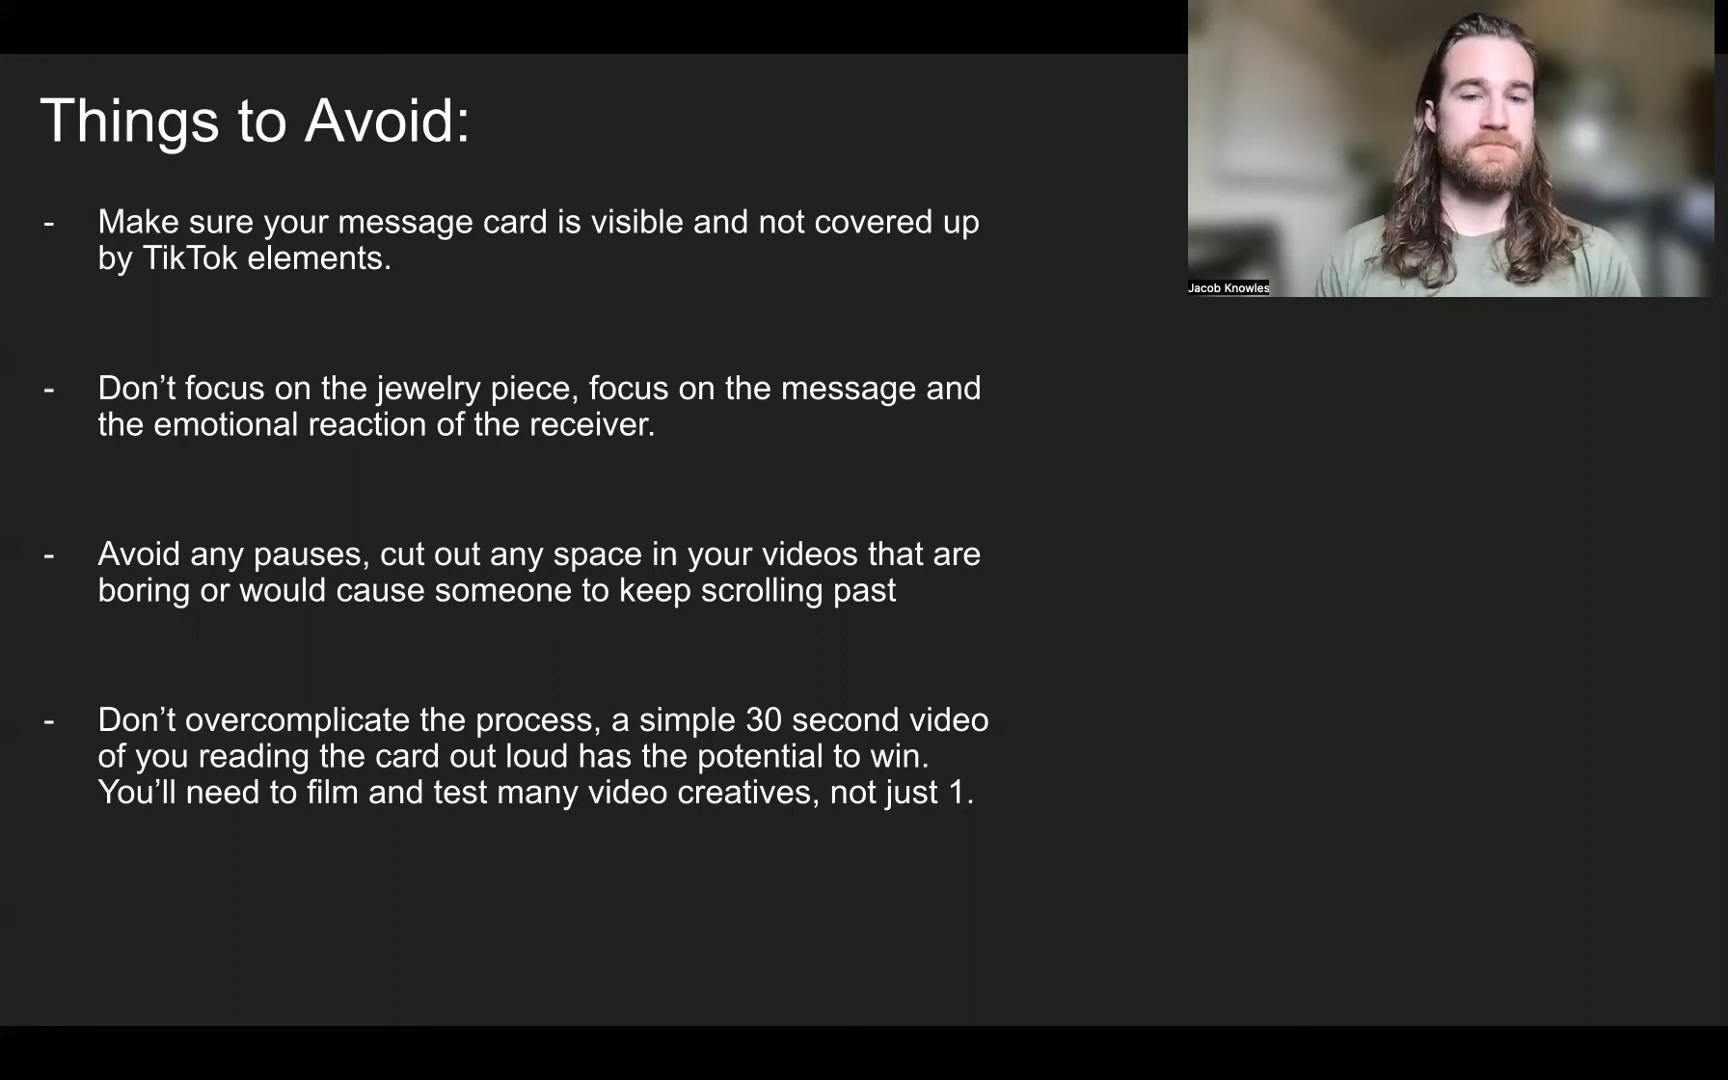 Things to Avoid:
- Make sure your message card is visible and not covered up
by TikTok elements.
- Don’t focus on the jewelry piece, focus on the message and
the emotional reaction of the receiver.
- Avoid any pauses, cut out any space in your videos that are
boring or would cause someone to keep scrolling past
- Don’t overcomplicate the process, a simple 30 second video
of you reading the card out loud has the potential to win.
You’ll need to film and test many video creatives, not just 1.
Jacob Knowles